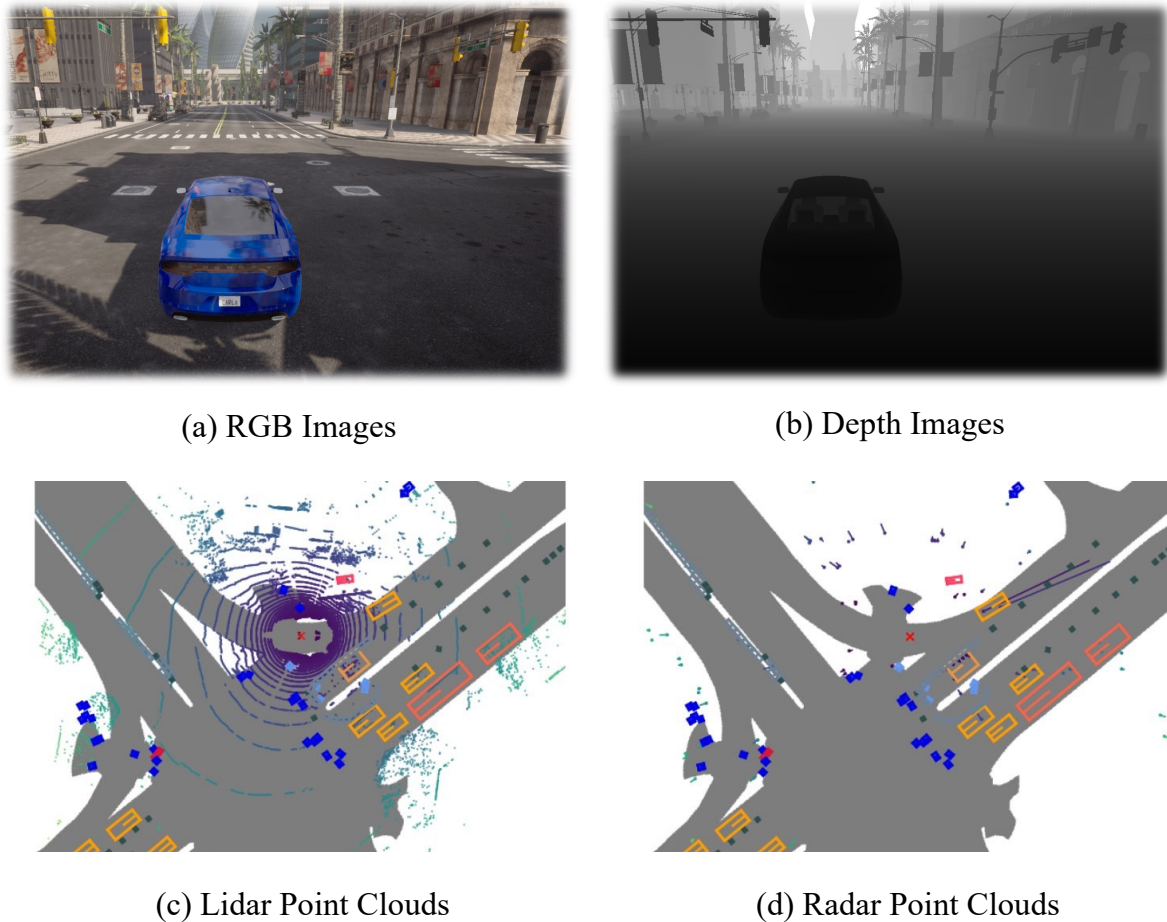 (a) RGB Images
(b) Depth Images
(c) Lidar Point Clouds
(d) Radar Point Clouds